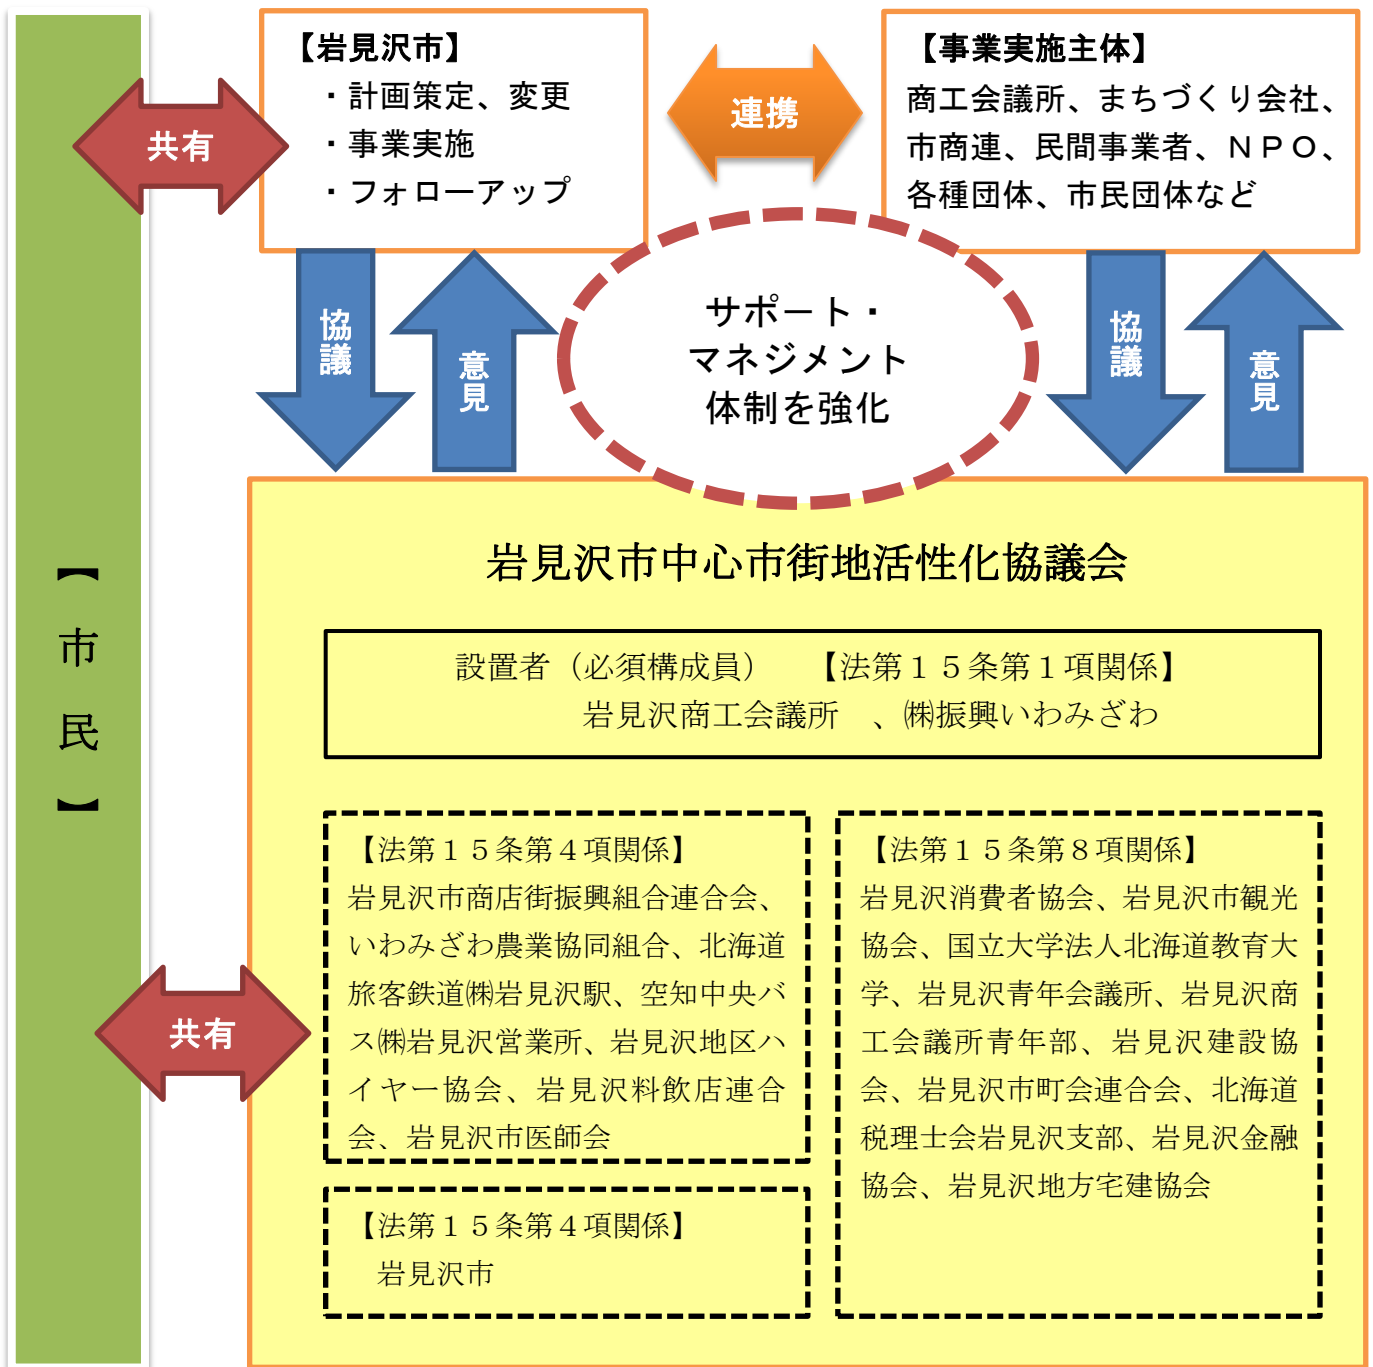 【岩見沢市】
・計画策定、変更
・事業実施
・フォローアップ
共有
連携
【事業実施主体】
商工会議所、まちづくり会社、
市商連、民間事業者、ＮＰＯ、
各種団体、市民団体など
協議
意見
サポート・
マネジメント
体制を強化
協議
意見
【市民】
岩見沢市中心市街地活性化協議会
設置者（必須構成員）　【法第１５条第１項関係】
岩見沢商工会議所　、㈱振興いわみざわ
【法第１５条第４項関係】
岩見沢市商店街振興組合連合会、
いわみざわ農業協同組合、北海道
旅客鉄道㈱岩見沢駅、空知中央バ
ス㈱岩見沢営業所、岩見沢地区ハ
イヤー協会、岩見沢料飲店連合
会、岩見沢市医師会
共有
【法第１５条第４項関係】
岩見沢市
【法第１５条第８項関係】
岩見沢消費者協会、岩見沢市観光
協会、国立大学法人北海道教育大
学、岩見沢青年会議所、岩見沢商
工会議所青年部、岩見沢建設協
会、岩見沢市町会連合会、北海道
税理士会岩見沢支部、岩見沢金融
協会、岩見沢地方宅建協会